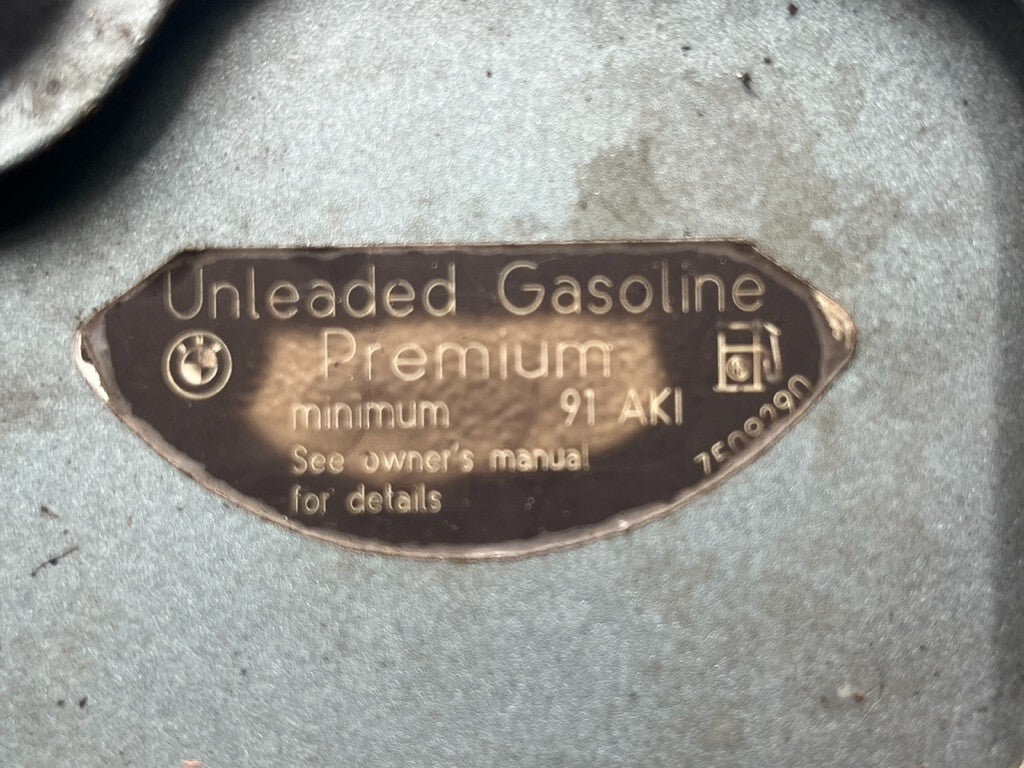 Unleaded Gasoline
Premium
minimum 91 AKI
See owner's manual
for details